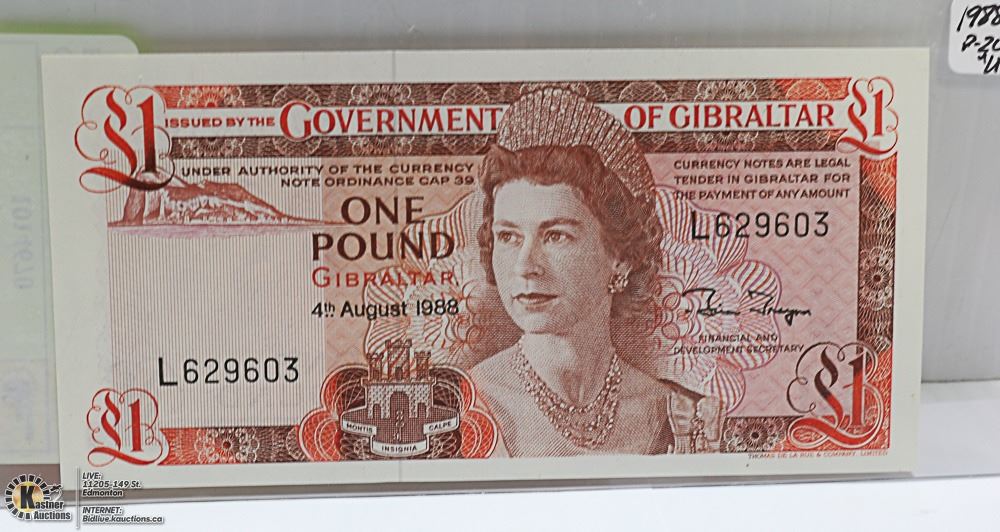 1988
£1 ISSUED BY THE GOVERNMENT OF GIBRALTAR £1
UNDER AUTHORITY OF THE CURRENCY
NOTE ORDINANCE CAP 39
CURRENCY NOTES ARE LEGAL
TENDER IN GIBRALTAR FOR
THE PAYMENT OF ANY AMOUNT
ONE
POUND
GIBRALTAR,
4th August 1988
L629603
L629603
FINANCIAL AND
DEVELOPMENT SECRETARY
MONTIS CALPE
INSIGNIA
£1
£1
THOMAS DE LA RUE & COMPANY, LIMITED
1014670
Kastner
Auctions
LIVE:
11205-149 St.
Edmonton
INTERNET:
Bidlive.kauctions.ca